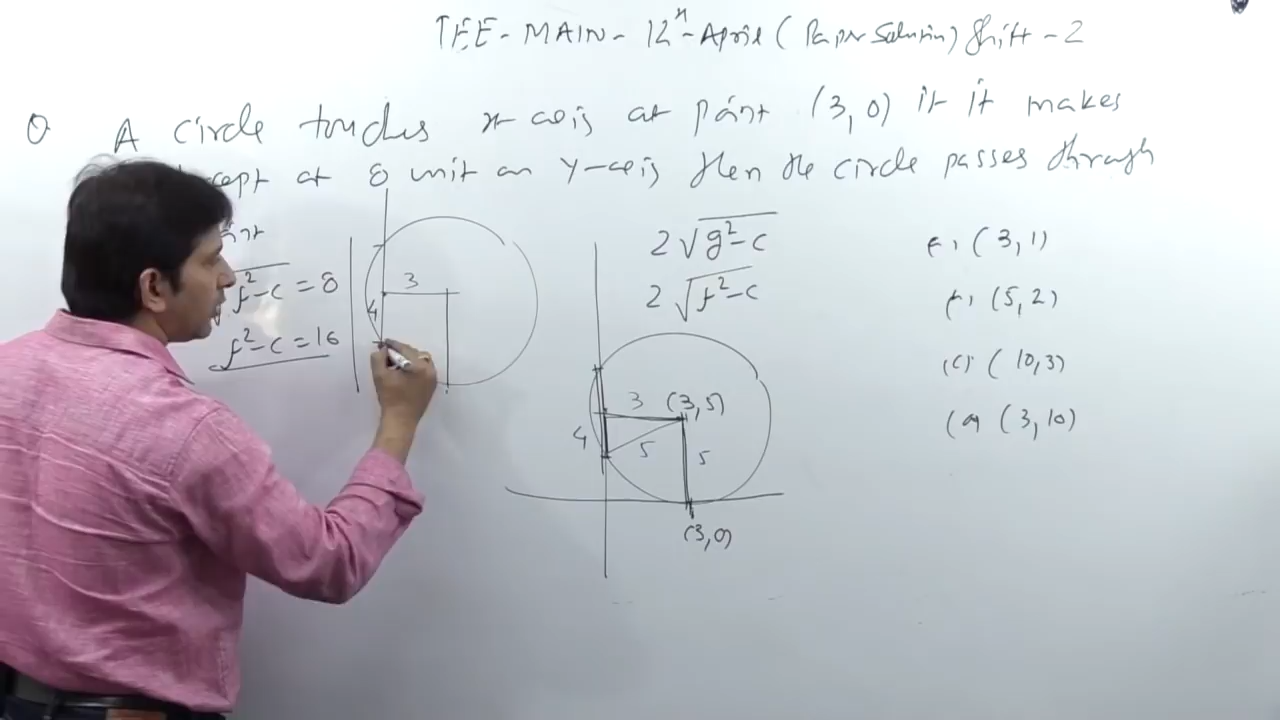 JEE-MAIN-12th-April (Paper Solution) Shift-2
Q A circle touches x-axis at point (3,0) if it makes
cept at 8 unit on Y-axis then the circle passes through
int
√f²-c = 8
f²-c = 16
3
4
2√g²-c
2√f²-c
3 (3,5)
4 5 5
(3,0)
(3,1)
(5,2)
(c) (10,3)
(3,10)